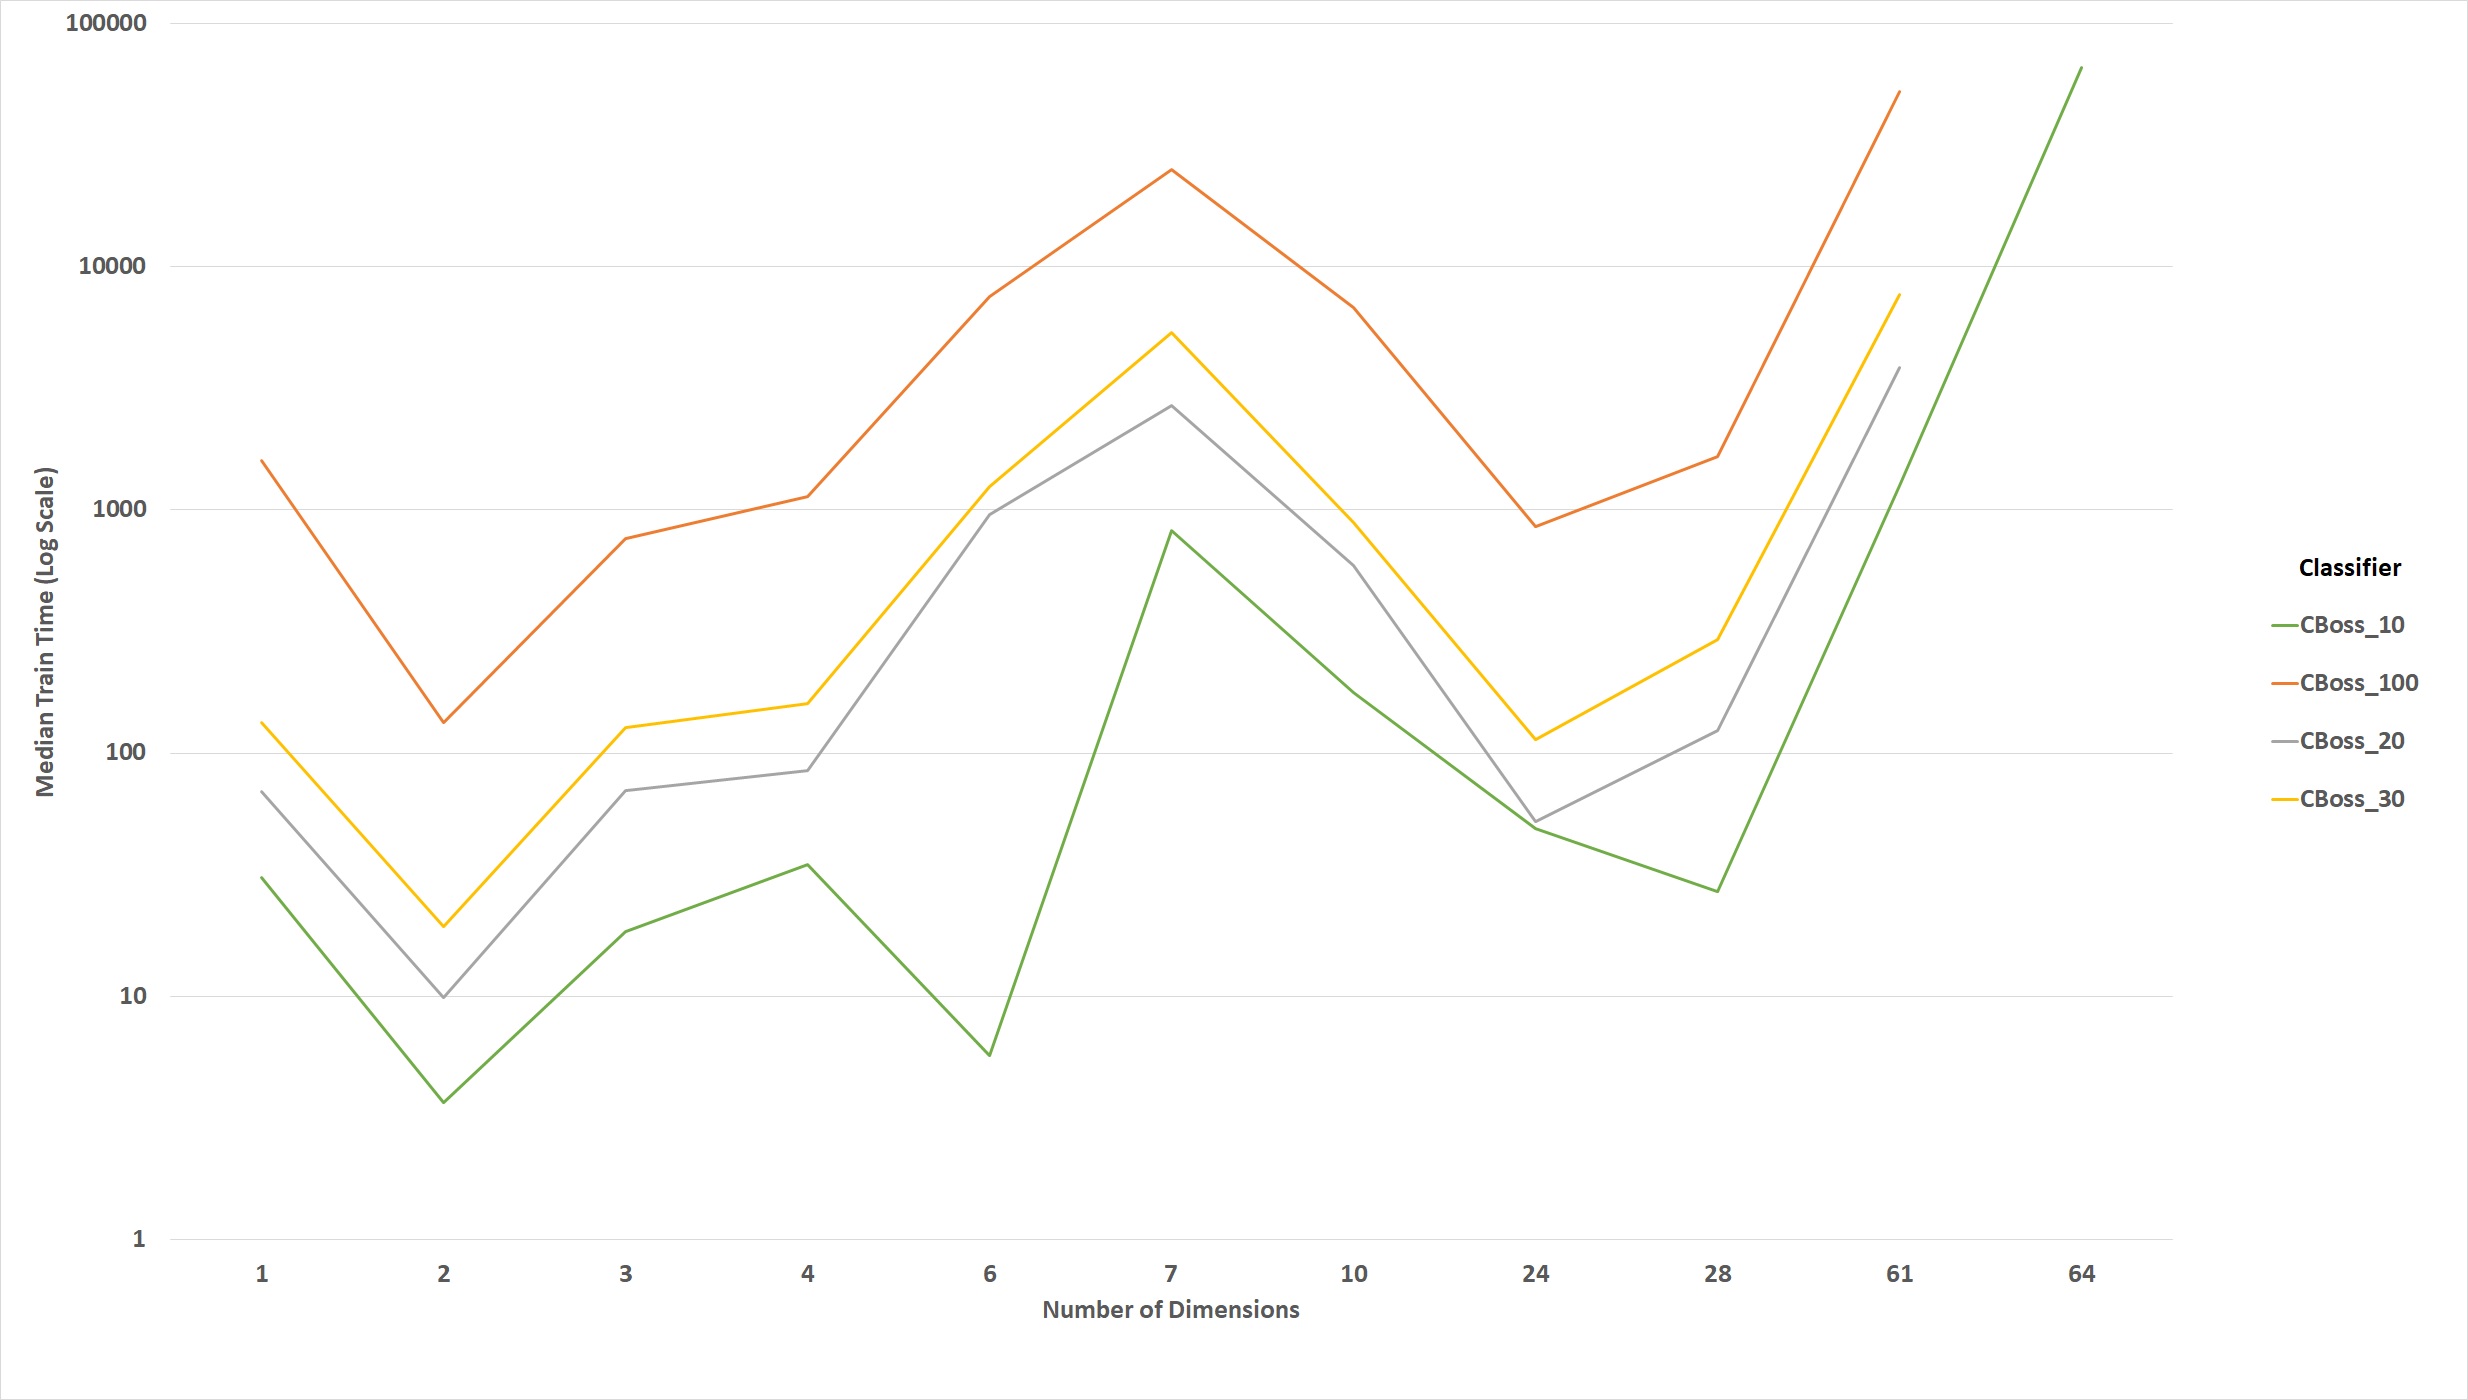 100000
10000
1000
100
10
1
Median Train Time (Log Scale)
1 2 3 4 6 7 10 24 28 61 64
Number of Dimensions
Classifier
CBoss_10
CBoss_100
CBoss_20
CBoss_30